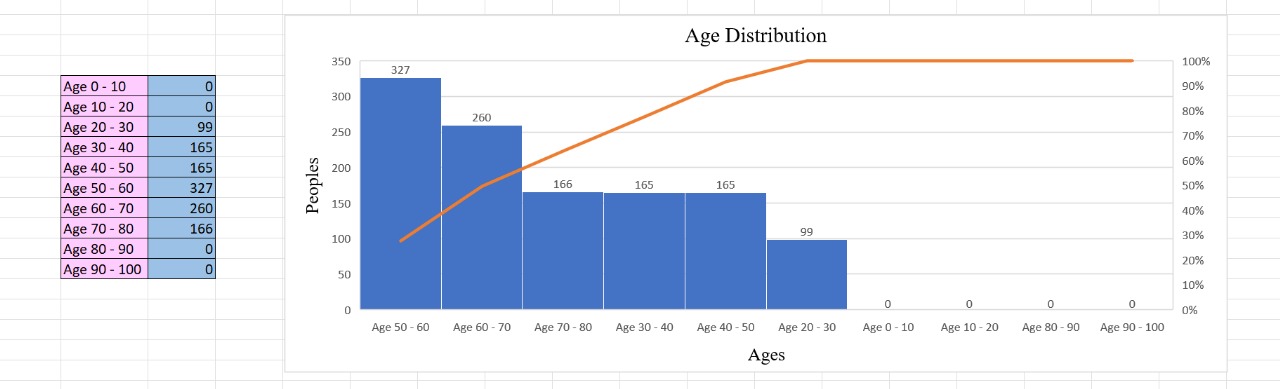 Age 0 - 10 0
Age 10 - 20 0
Age 20 - 30 99
Age 30 - 40 165
Age 40 - 50 165
Age 50 - 60 327
Age 60 - 70 260
Age 70 - 80 166
Age 80 - 90 0
Age 90 - 100 0
Age Distribution
Peoples
350
300
250
200
150
100
50
0
327
260
166
165
165
99
0
0
0
0
100%
90%
80%
70%
60%
50%
40%
30%
20%
10%
0%
Age 50 - 60 Age 60 - 70 Age 70 - 80 Age 30 - 40 Age 40 - 50 Age 20 - 30 Age 0 - 10 Age 10 - 20 Age 80 - 90 Age 90 - 100
Ages